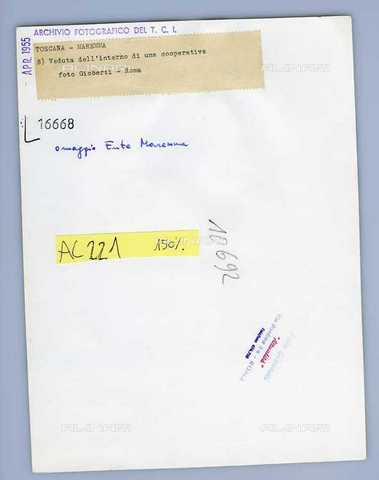 ARCHIVIO FOTOGRAFICO DEL T. C. I.
- APR. 1955
TOSCANA - MAREMMA
8) Veduta dell'interno di una cooperativa
foto Gioberti - Roma
L 16668
omaggio Ente Maremma
AC 221 150%
10692
ALINARI